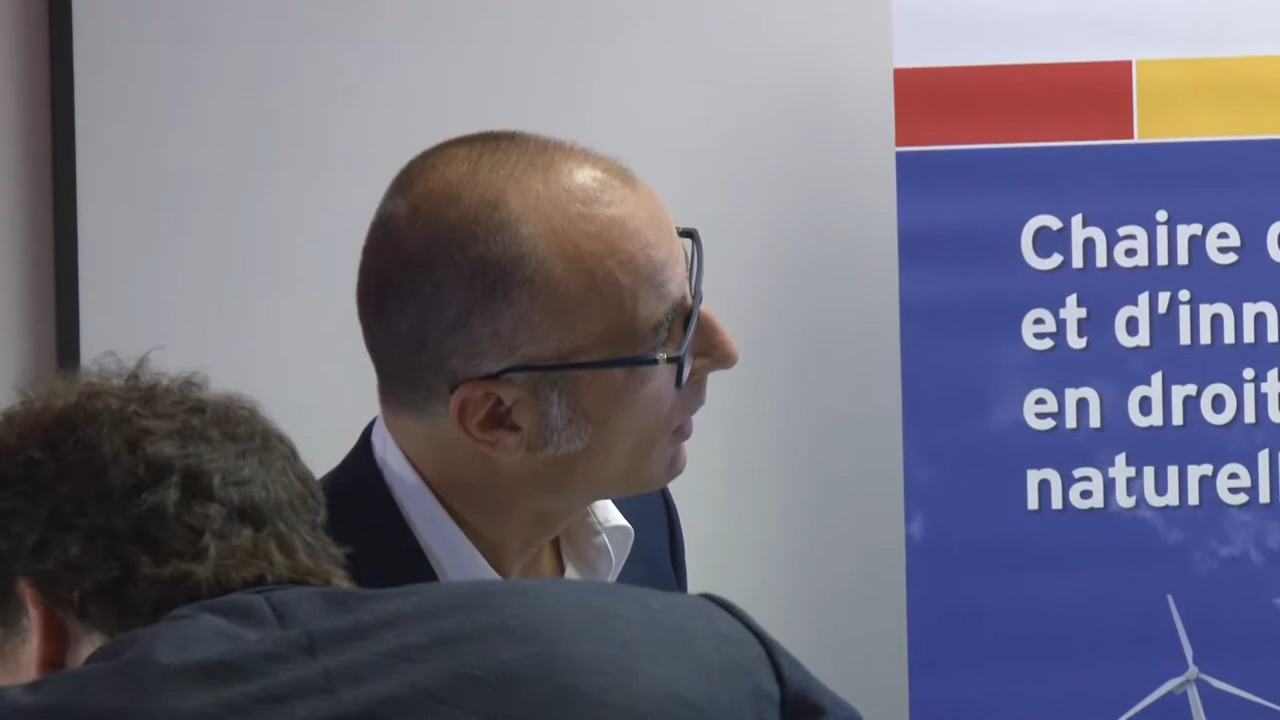 Chaire
et d'inn
en droit
naturell